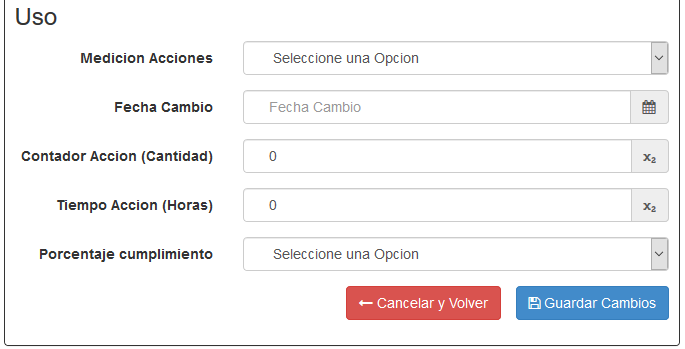 Uso
Medicion Acciones Seleccione una Opcion
Fecha Cambio Fecha Cambio
Contador Accion (Cantidad) 0 x₂
Tiempo Accion (Horas) 0 x₂
Porcentaje cumplimiento Seleccione una Opcion
Cancelar y Volver Guardar Cambios